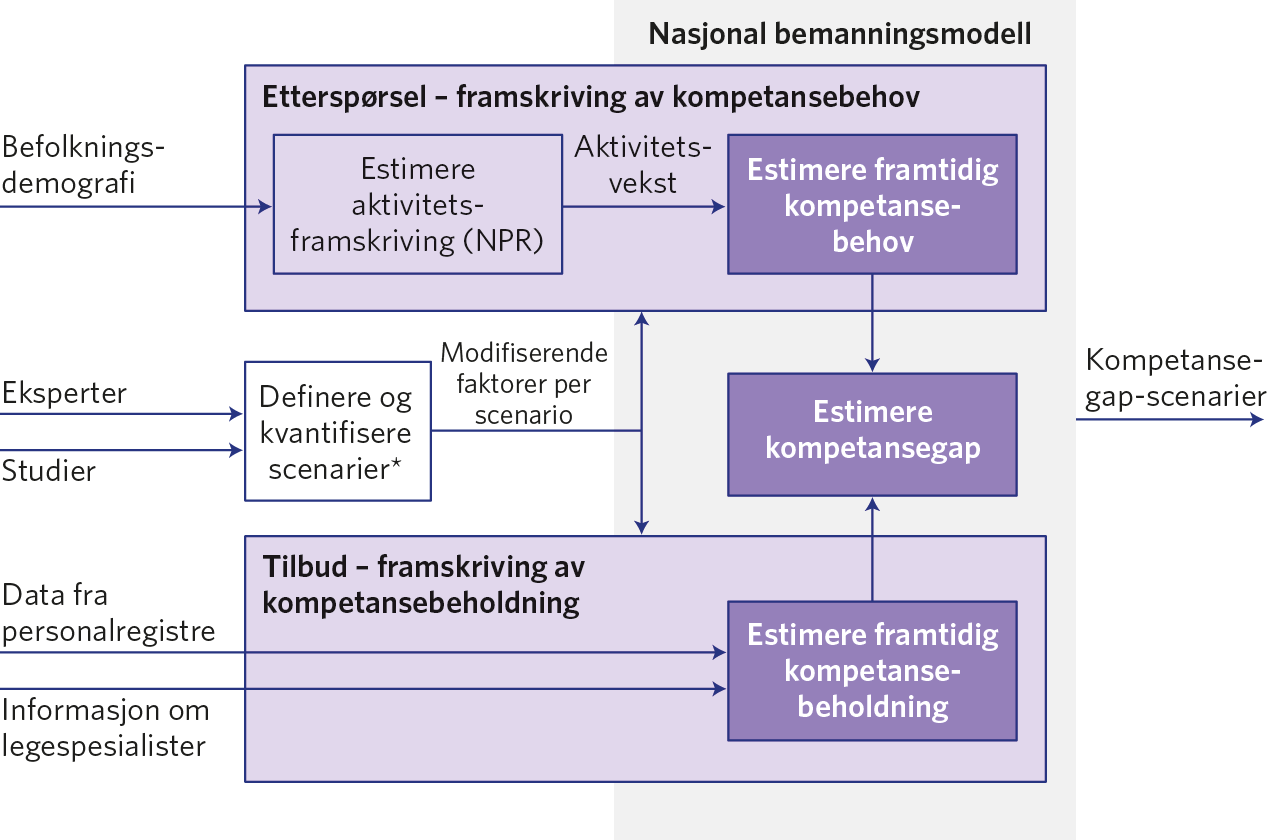 Nasjonal bemanningsmodell
Etterspørsel – framskriving av kompetansebehov
Befolknings-
demografi
Estimere
aktivitets-
framskriving (NPR)
Aktivitets-
vekst
Estimere framtidig
kompetanse-
behov
Eksperter
Studier
Definere og
kvantifisere
scenarier*
Modifiserende
faktorer per
scenario
Estimere
kompetansegap
Kompetanse-
gap-scenarier
Tilbud – framskriving av
kompetansebeholdning
Data fra
personalregistre
Informasjon om
legespesialister
Estimere framtidig
kompetanse-
beholdning